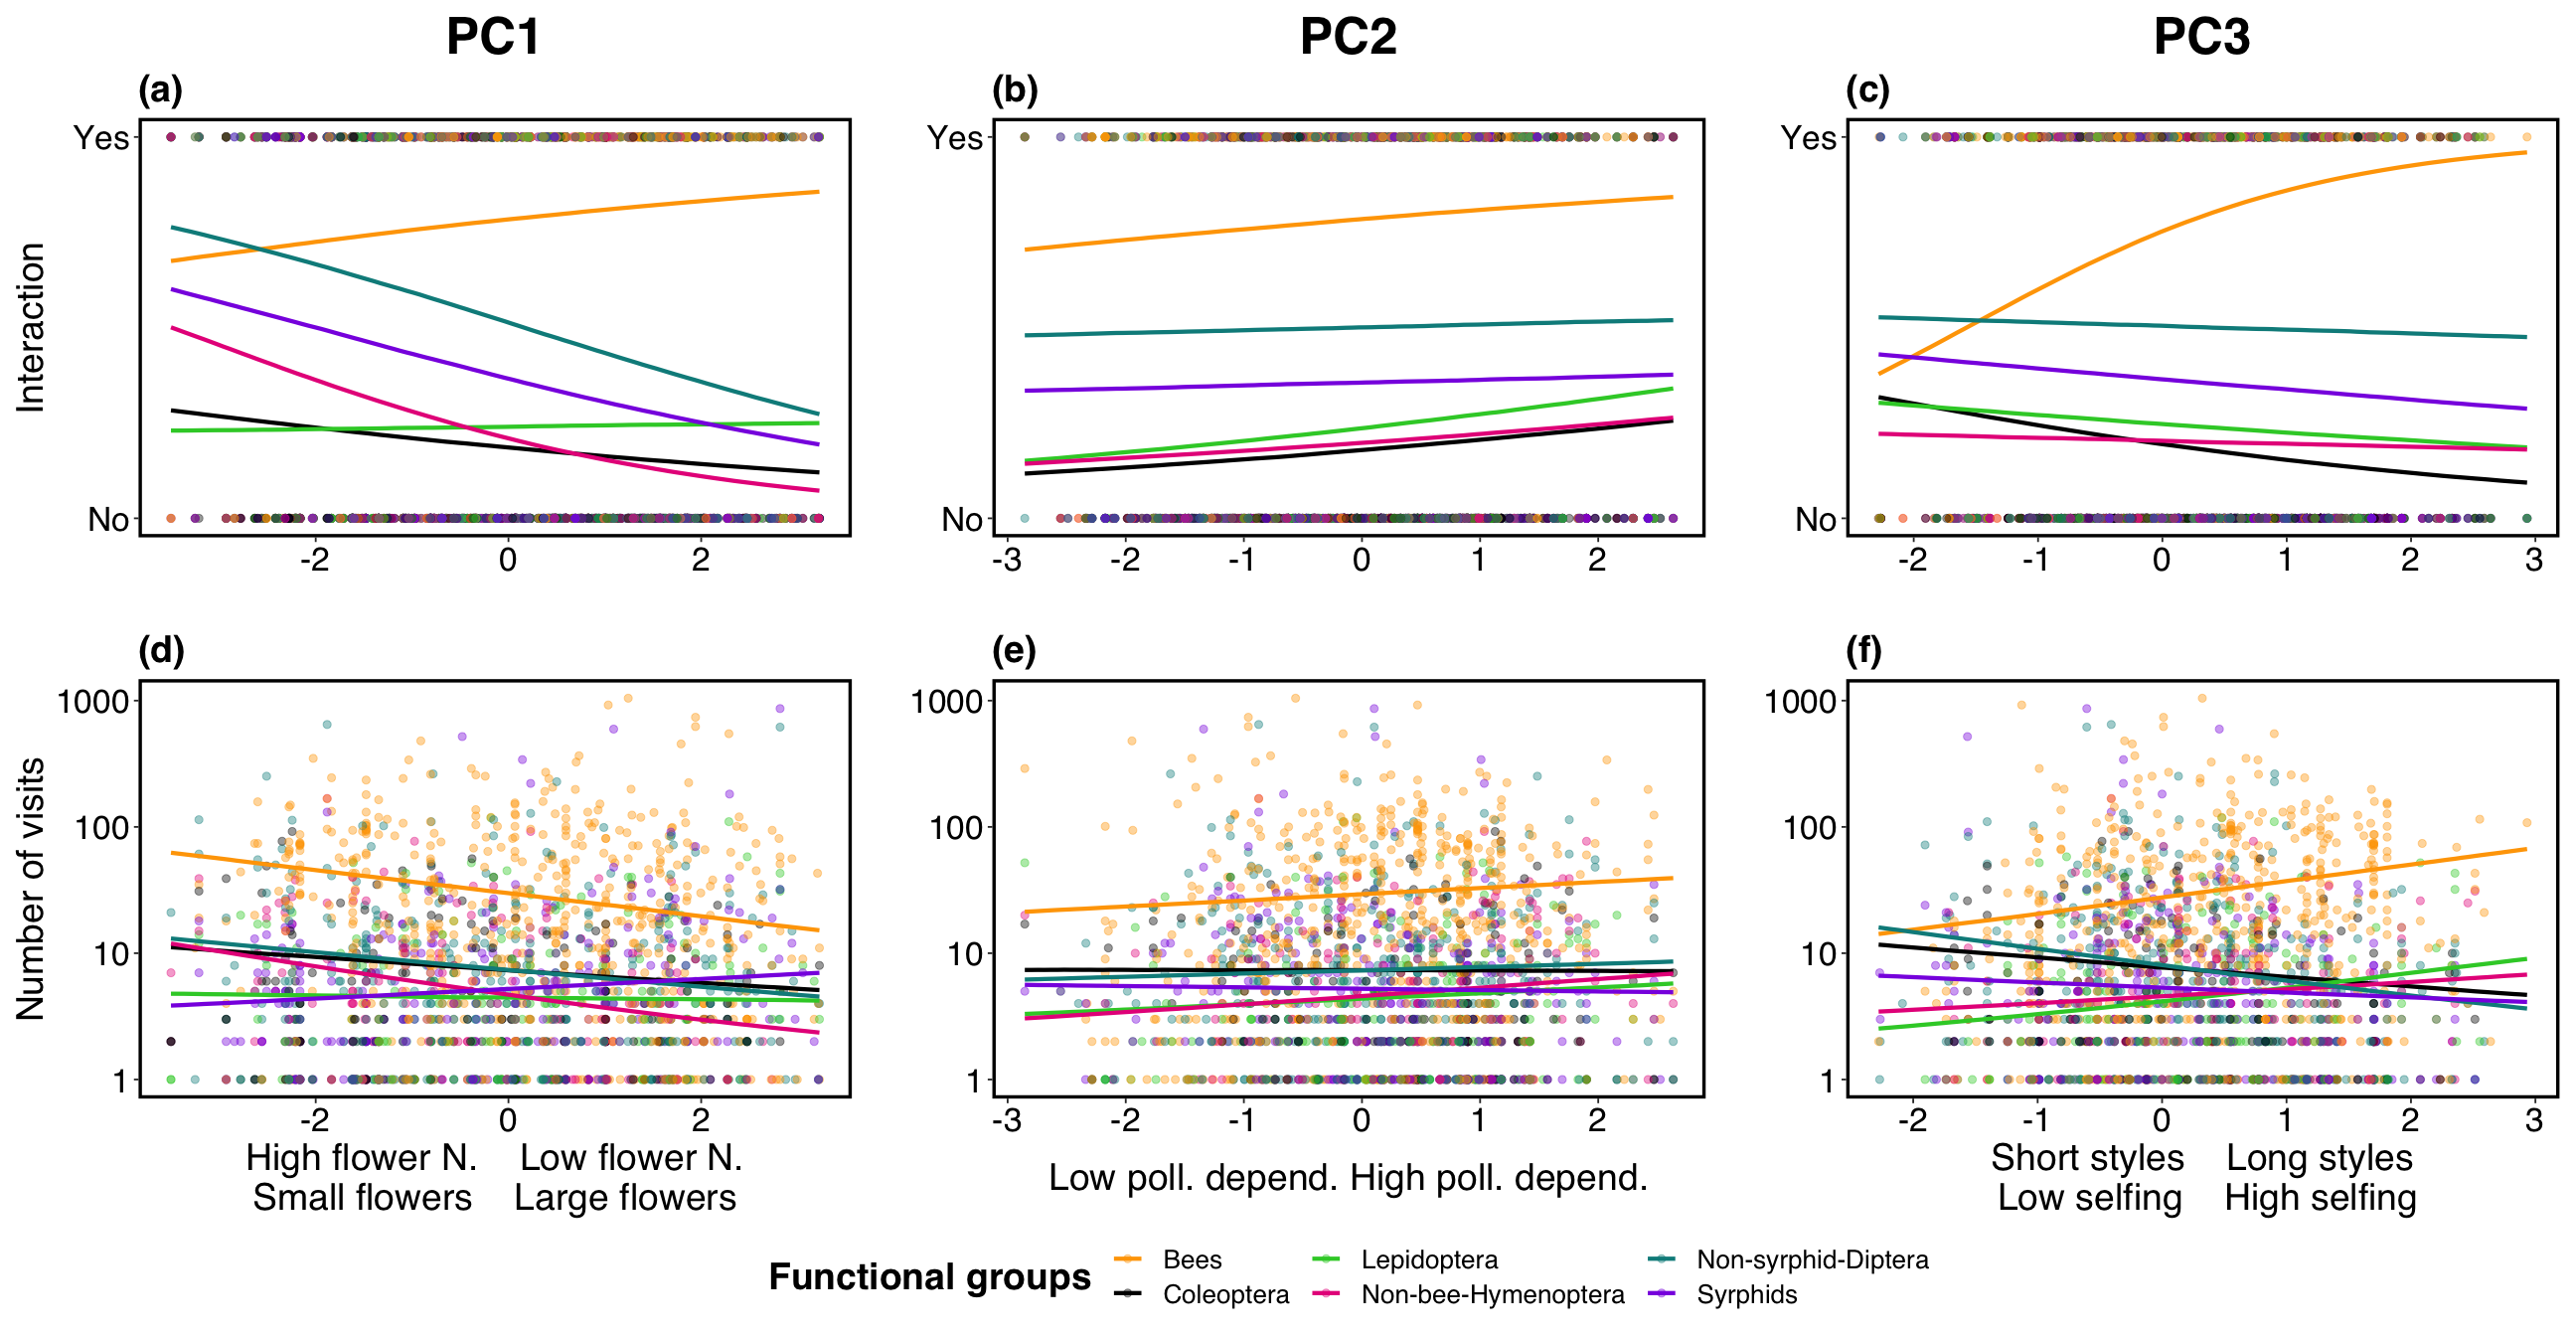 PC1 PC2 PC3
(a) (b) (c)
Yes Yes Yes
Interaction
No No No
-2 0 2 -3 -2 -1 0 1 2 -2 -1 0 1 2 3
(d) (e) (f)
1000 1000 1000
100 100 100
Number of visits
10 10 10
1 1 1
-2 0 2 -3 -2 -1 0 1 2 -2 -1 0 1 2 3
High flower N. Low flower N.
Small flowers Large flowers
Low poll. depend. High poll. depend.
Short styles Long styles
Low selfing High selfing
Functional groups
Bees Lepidoptera Non-syrphid-Diptera
Coleoptera Non-bee-Hymenoptera Syrphids